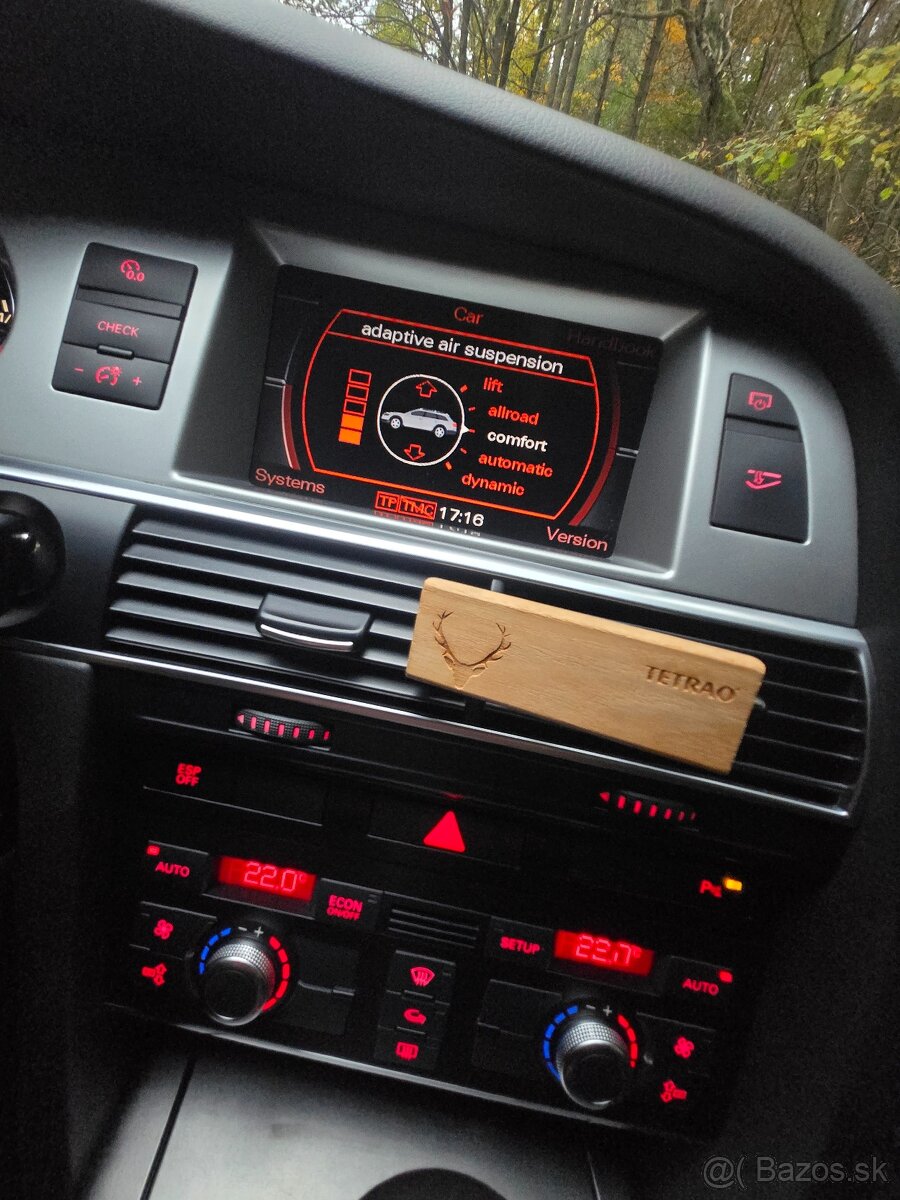 0.0
CHECK
- +
Car
Handbook
adaptive air suspension
lift
allroad
comfort
automatic
dynamic
Systems
TP TMC 17:16
Version
TETRAO
ESP
OFF
AUTO
22.0°
ECON
ON/OFF
- +
SETUP
AUTO
- +
@( Bazos.sk